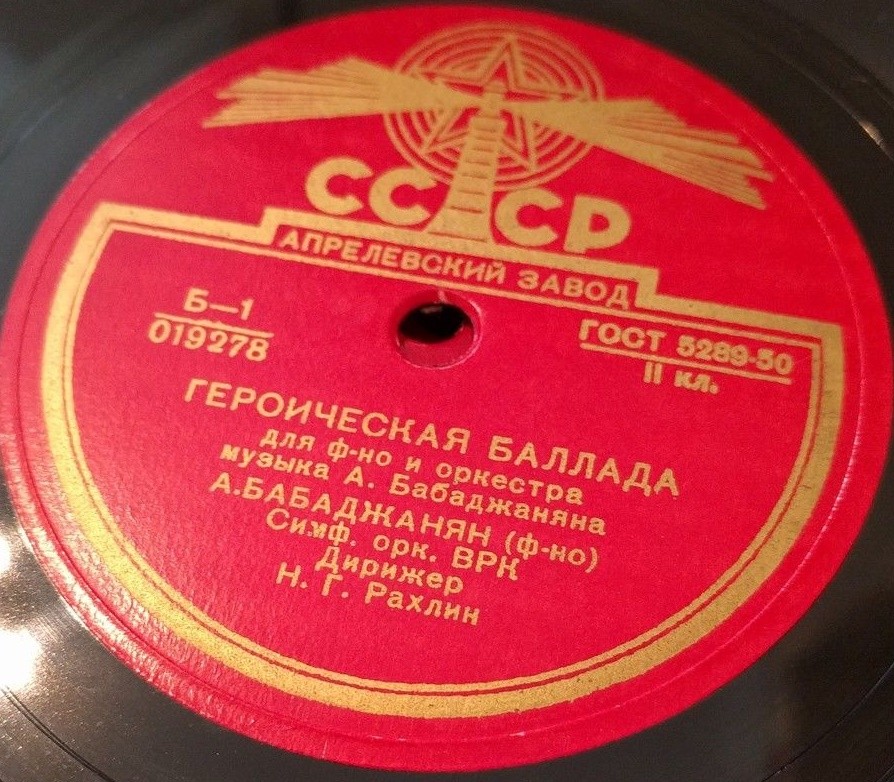 СССР
АПРЕЛЕВСКИЙ ЗАВОД
Б—1
019278
ГОСТ 5289-50
II кл.
ГЕРОИЧЕСКАЯ БАЛЛАДА
для ф-но и оркестра
музыка А. Бабаджаняна
А.БАБАДЖАНЯН (ф-но)
Симф. орк. ВРК
Дирижер
Н. Г. Рахлин